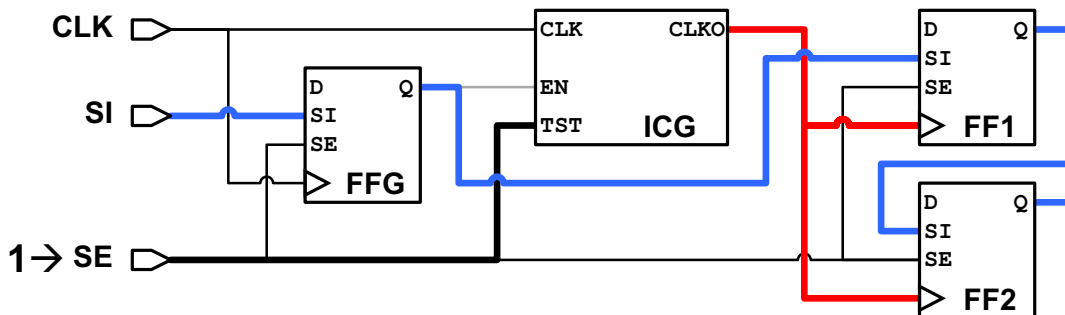 CLK
SI
1→ SE
D Q
SI
SE
FFG
CLK CLKO
EN
TST ICG
D Q
SI
SE
FF1
D Q
SI
SE
FF2